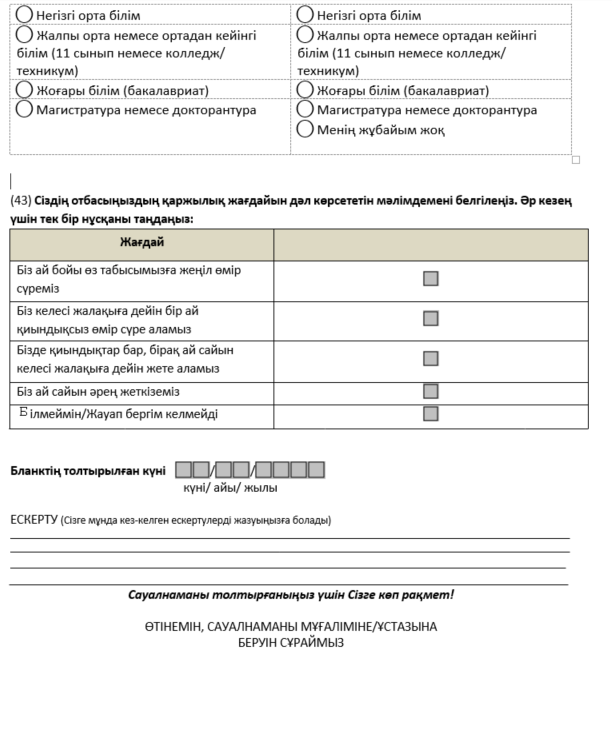 Негізгі орта білім
Жалпы орта немесе ортадан кейінгі
білім (11 сынып немесе колледж/
техникум)
Жоғары білім (бакалавриат)
Магистратура немесе докторантура
Негізгі орта білім
Жалпы орта немесе ортадан кейінгі
білім (11 сынып немесе колледж/
техникум)
Жоғары білім (бакалавриат)
Магистратура немесе докторантура
Менің жұбайым жоқ
(43) Сіздің отбасыңыздың қаржылық жағдайын дәл көрсететін мәлімдемені белгілеңіз. Әр кезең
үшін тек бір нұсқаны таңдаңыз:
Жағдай
Біз ай бойы өз табысымызға жеңіл өмір
сүреміз
Біз келесі жалақыға дейін бір ай
қиындықсыз өмір сүре аламыз
Бізде қиындықтар бар, бірақ ай сайын
келесі жалақыға дейін жете аламыз
Біз ай сайын әрең жеткіземіз
Білмеймін/Жауап бергім келмейді
Бланктің толтырылған күні / /
күні/ айы/ жылы
ЕСКЕРТУ (Сізге мұнда кез-келген ескертулерді жазуыңызға болады)
Сауалнаманы толтырғаныңыз үшін Сізге көп рақмет!
ӨТІНЕМІН, САУАЛНАМАНЫ МҰҒАЛІМІНЕ/ҰСТАЗЫНА
БЕРУІН СҰРАЙМЫЗ